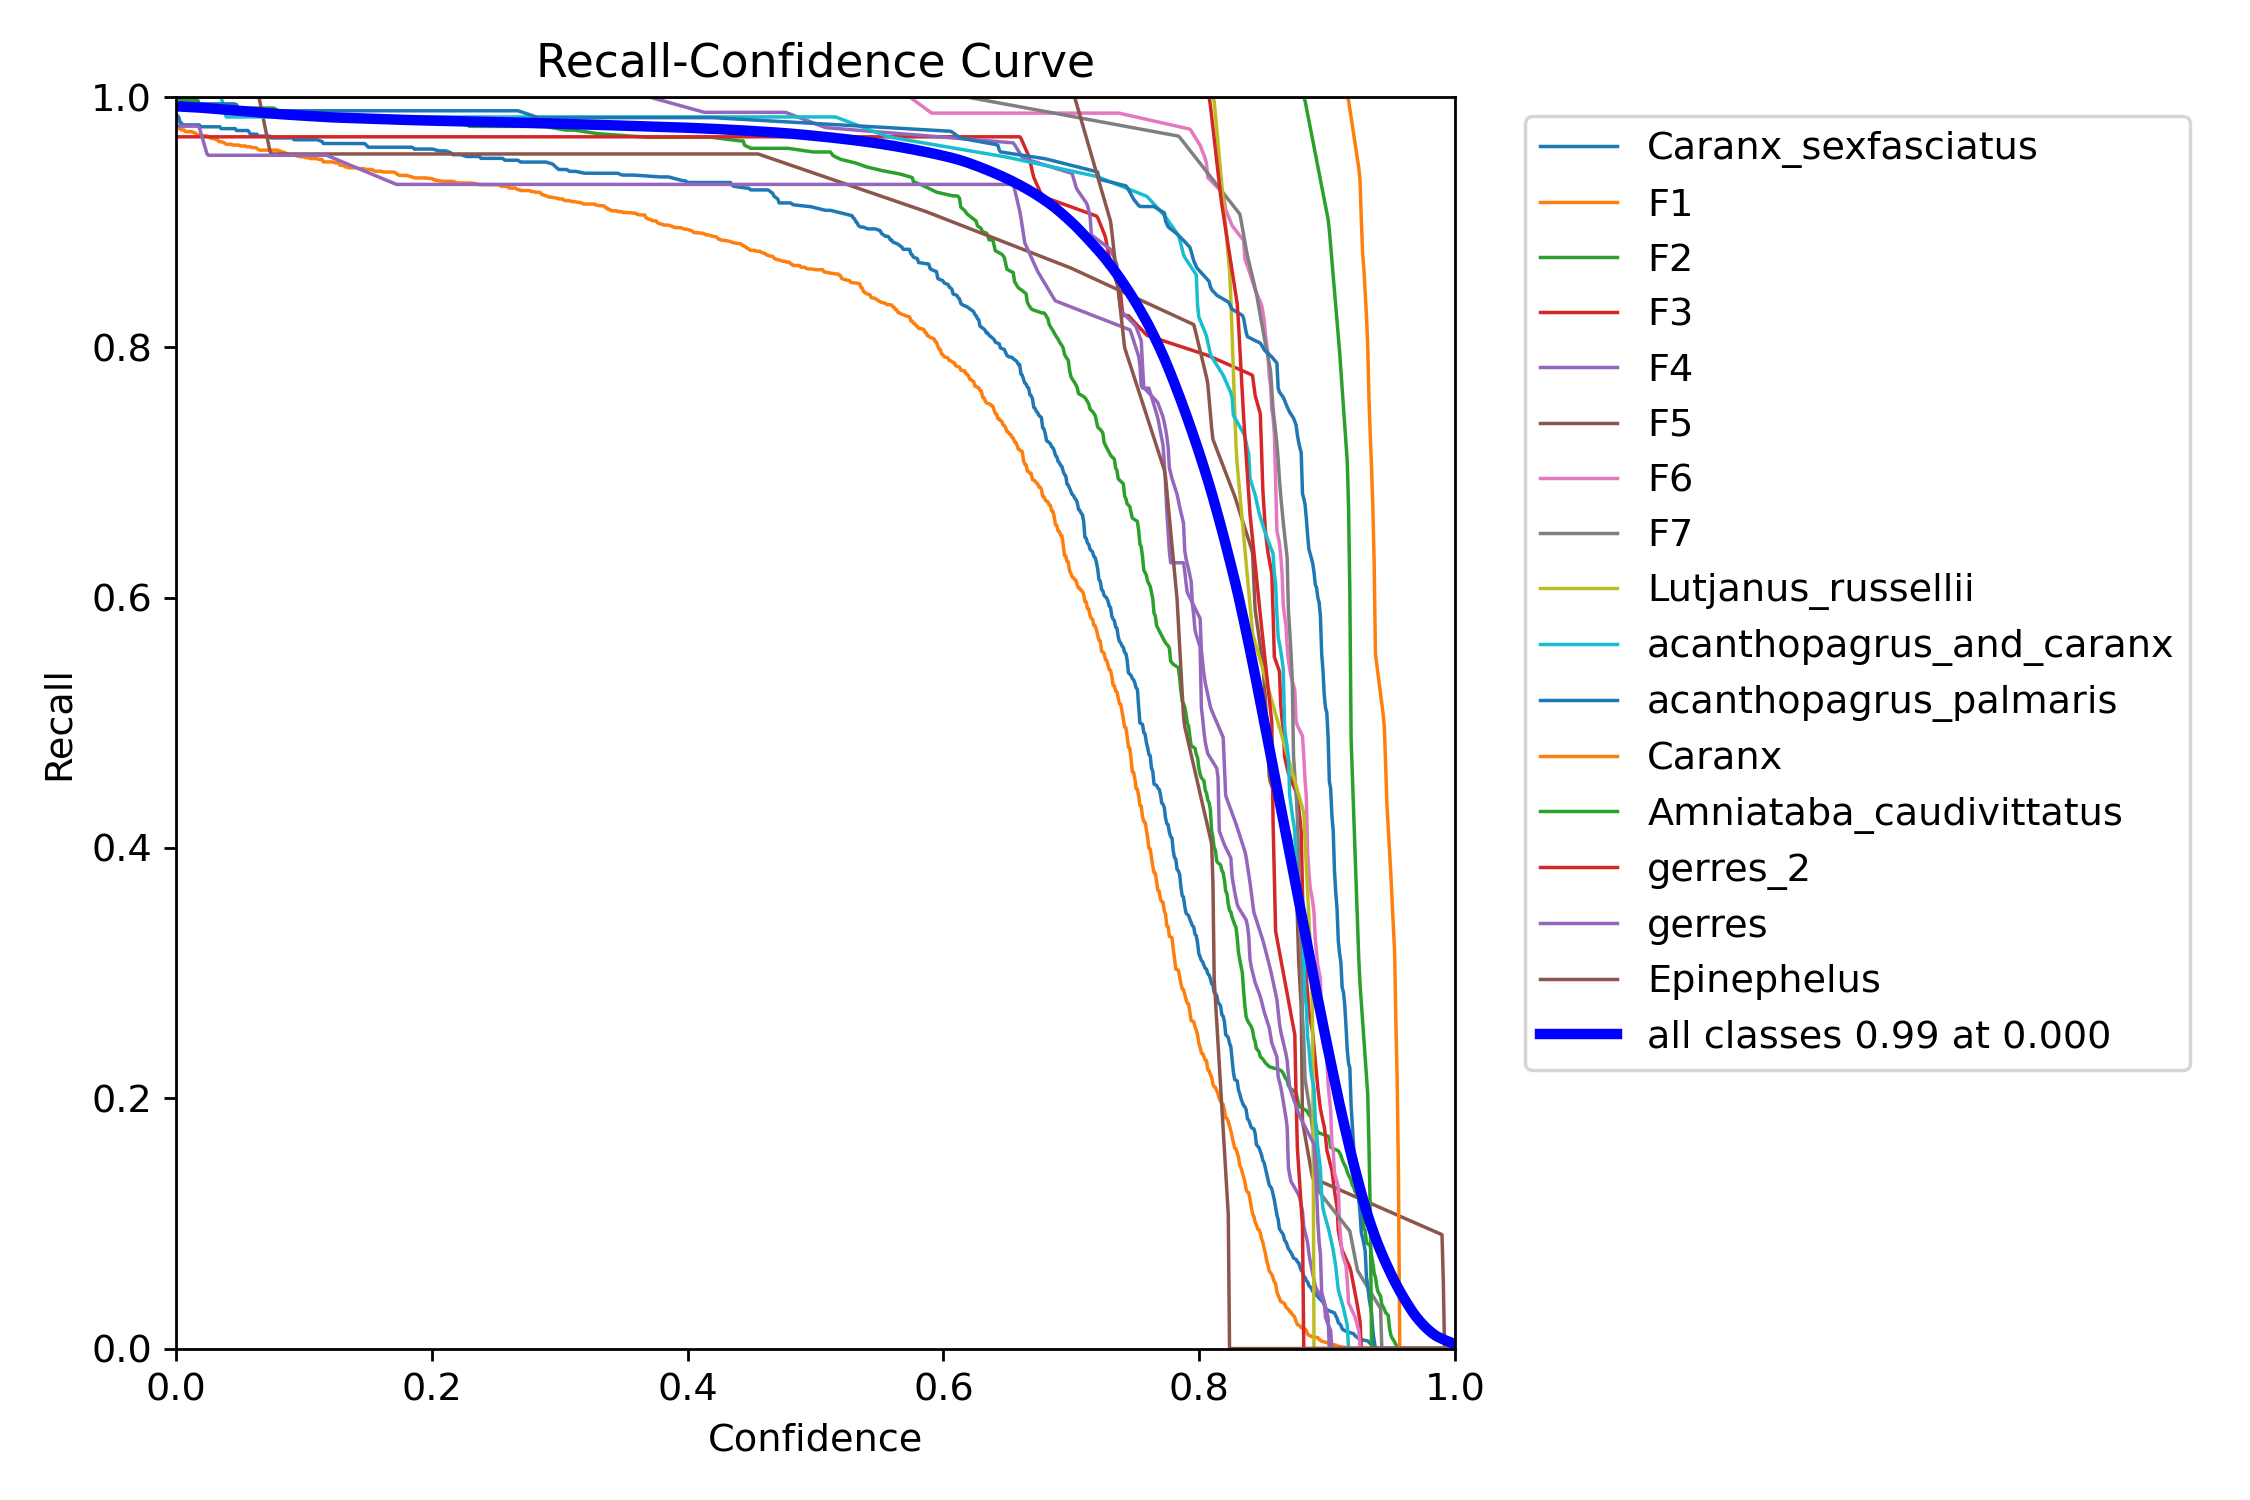 Recall-Confidence Curve
1.0
0.8
0.6
0.4
0.2
0.0
Recall
0.0 0.2 0.4 0.6 0.8 1.0
Confidence
Caranx_sexfasciatus
F1
F2
F3
F4
F5
F6
F7
Lutjanus_russellii
acanthopagrus_and_caranx
acanthopagrus_palmaris
Caranx
Amniataba_caudivittatus
gerres_2
gerres
Epinephelus
all classes 0.99 at 0.000